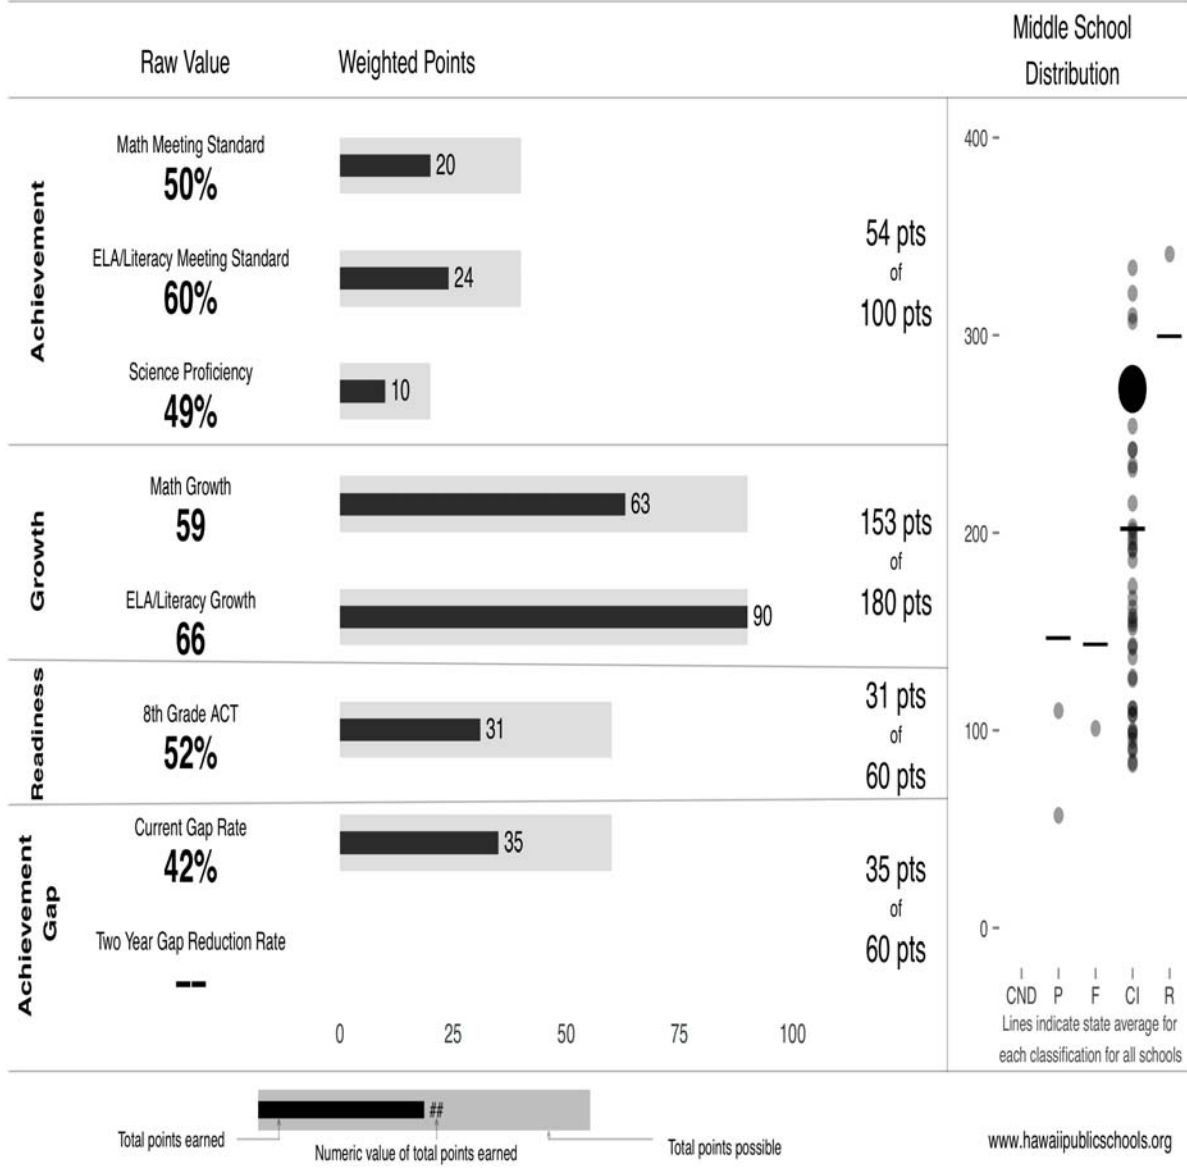 Raw Value
Weighted Points
Middle School
Distribution
Achievement
Math Meeting Standard
50%
20
ELA/Literacy Meeting Standard
60%
24
Science Proficiency
49%
10
54 pts
of
100 pts
Growth
Math Growth
59
63
ELA/Literacy Growth
66
90
153 pts
of
180 pts
Readiness
8th Grade ACT
52%
31
31 pts
of
60 pts
Achievement
Gap
Current Gap Rate
42%
35
Two Year Gap Reduction Rate
--
35 pts
of
60 pts
0 25 50 75 100
400
300
200
100
0
CND P F CI R
Lines indicate state average for
each classification for all schools
##
Total points earned
Numeric value of total points earned
Total points possible
www.hawaiipublicschools.org